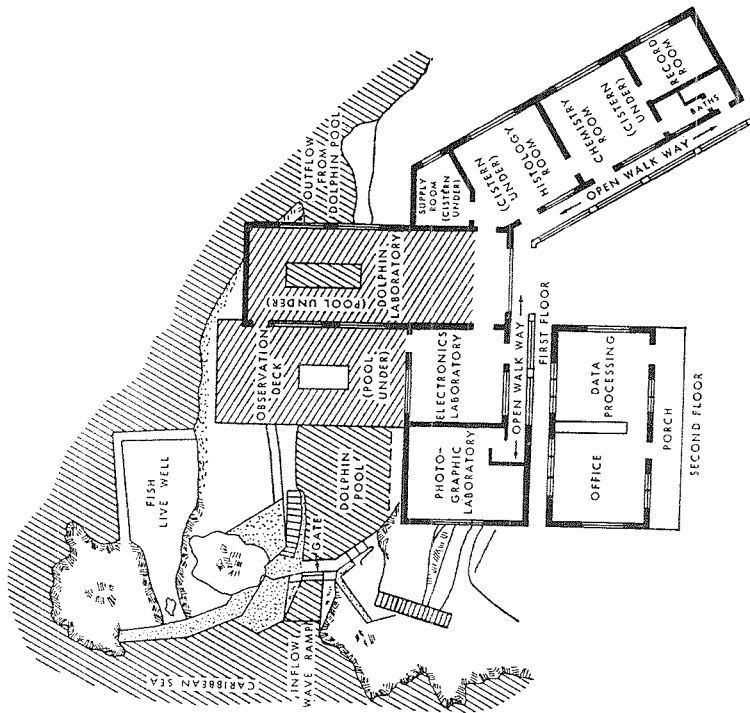 CARIBBEAN SEA
FISH
LIVE WELL
INFLOW
WAVE RAMP
GATE
DOLPHIN
POOL
OBSERVATION
DECK
(POOL
UNDER)
(POOL UNDER)
DOLPHIN
LABORATORY
OUTFLOW
FROM
DOLPHIN POOL
SUPPLY
ROOM
(CISTERN
UNDER)
(CISTERN
UNDER)
HISTOLOGY
ROOM
CHEMISTRY
ROOM
(CISTERN
UNDER)
RECORD
ROOM
BATHS
OPEN WALK WAY
PHOTO-
GRAPHIC
LABORATORY
ELECTRONICS
LABORATORY
OPEN WALK WAY
FIRST FLOOR
OFFICE
DATA
PROCESSING
PORCH
SECOND FLOOR